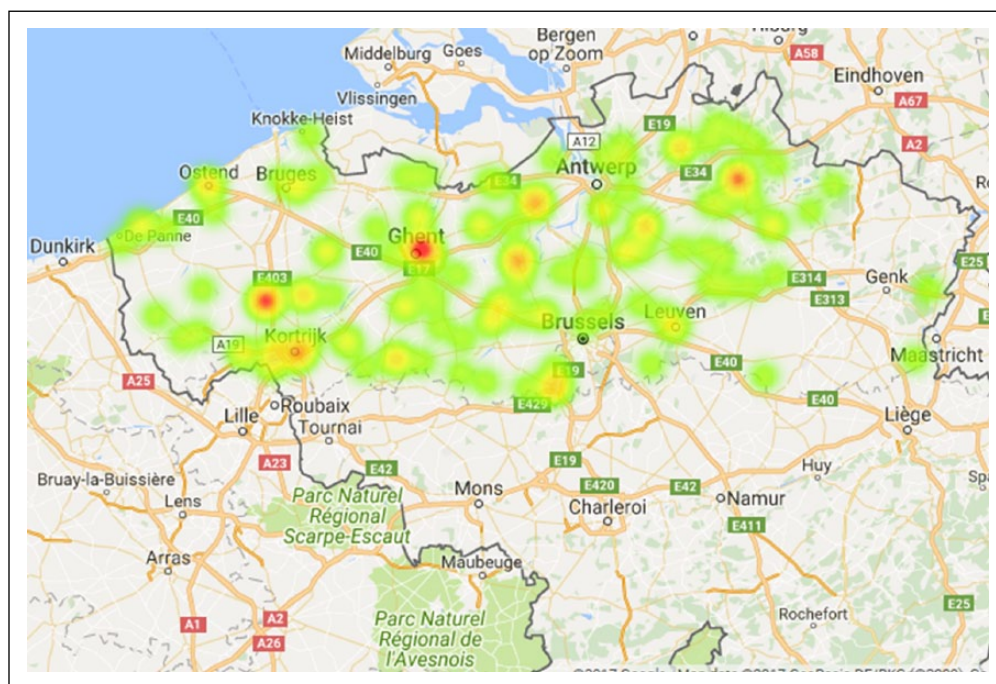 Bergen
op Zoom
Middelburg
Goes
A58
Eindhoven
Vlissingen
A67
Knokke-Heist
E19
A12
A2
Ostend
Bruges
E34
Antwerp
E34
E40
De Panne
Dunkirk
Ghent
E40
E17
E25
E403
E314
Genk
E313
Brussels
Leuven
A19
Kortrijk
Maastricht
E19
E40
A25
E429
E40
Roubaix
Lille
Tournai
Liège
A23
E19
E42
Bruay-la-Buissière
Huy
Mons
E420
E42
Namur
Lens
Parc Naturel
Régional
Scarpe-Escaut
Charleroi
E411
Arras
Maubeuge
E25
Rochefort
A1
A2
A26
Parc Naturel
Régional de
l'Avesnois